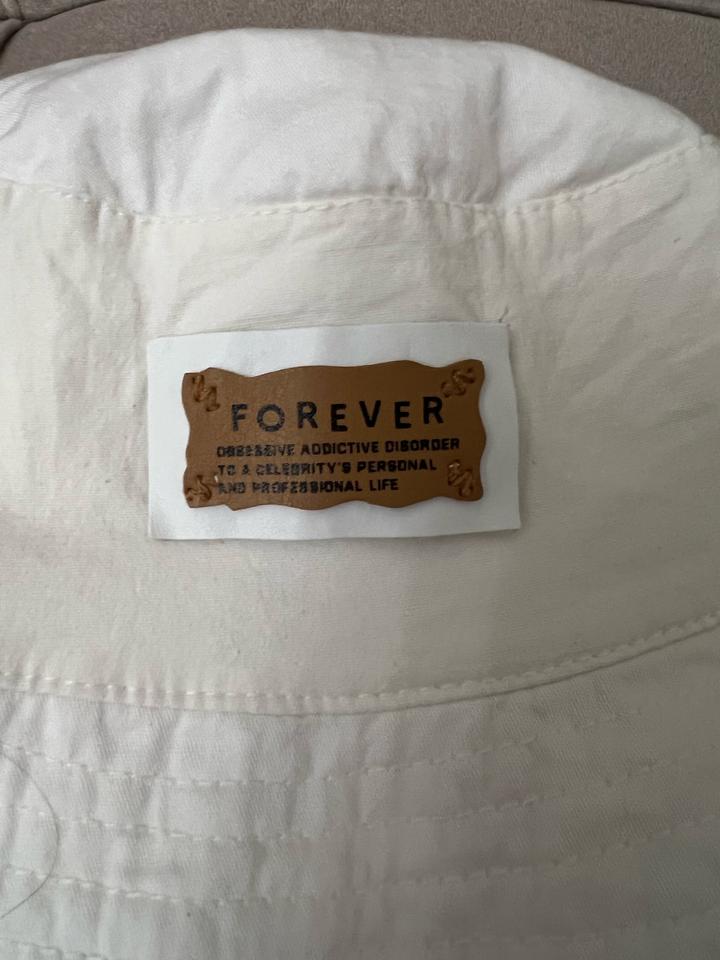 FOREVER
OBSESSIVE ADDICTIVE DISORDER
TO A CELEBRITY'S PERSONAL
AND PROFESSIONAL LIFE